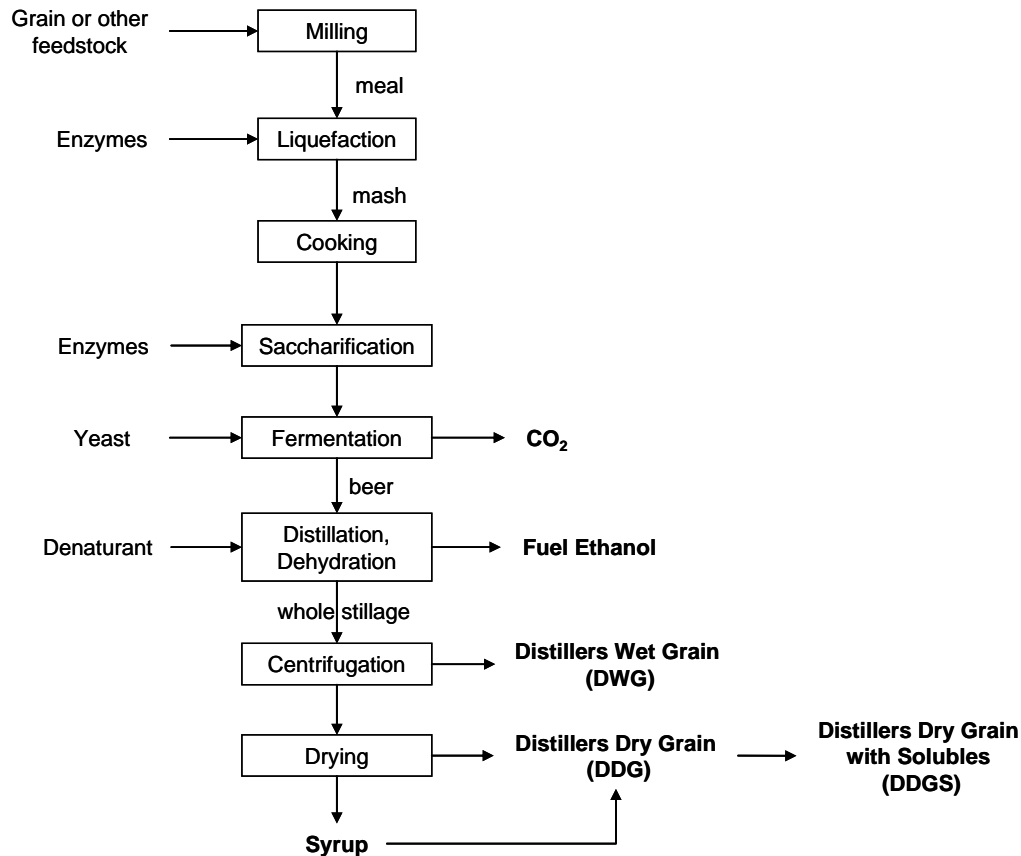 Grain or other
feedstock
Milling
meal
Enzymes
Liquefaction
mash
Cooking
Enzymes
Saccharification
Yeast
Fermentation
CO₂
beer
Denaturant
Distillation,
Dehydration
Fuel Ethanol
whole stillage
Centrifugation
Distillers Wet Grain
(DWG)
Drying
Distillers Dry Grain
(DDG)
Distillers Dry Grain
with Solubles
(DDGS)
Syrup